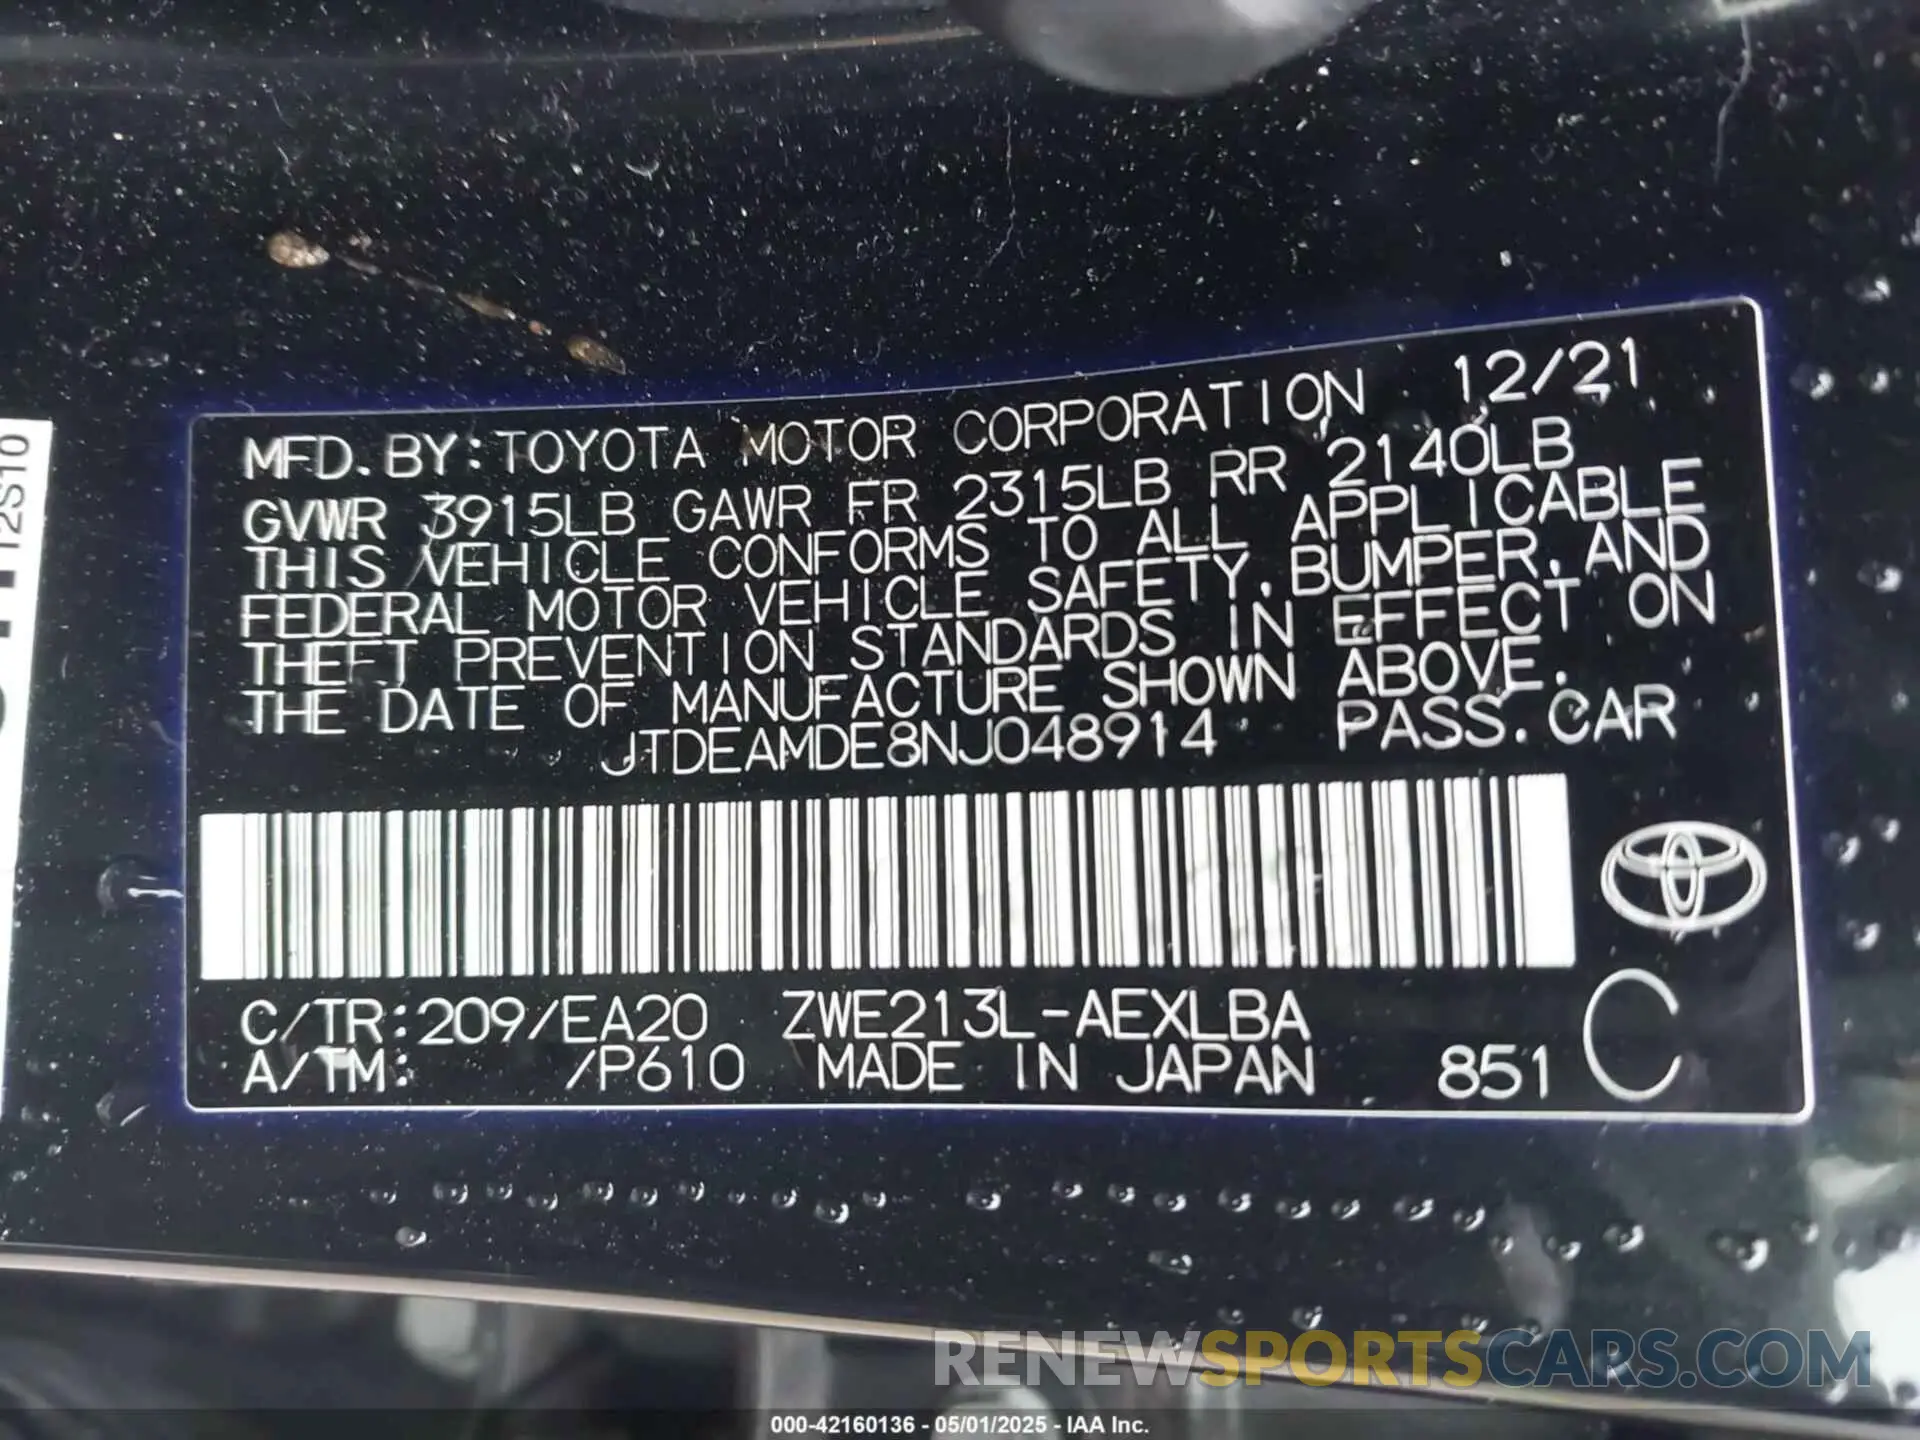 MFD. BY: TOYOTA MOTOR CORPORATION 12/21
GVWR 3915LB GAWR FR 2315LB RR 2140LB
THIS VEHICLE CONFORMS TO ALL APPLICABLE
FEDERAL MOTOR VEHICLE SAFETY, BUMPER, AND
THEFT PREVENTION STANDARDS IN EFFECT ON
THE DATE OF MANUFACTURE SHOWN ABOVE.
JTDEAMDE8NJ048914 PASS. CAR
C/TR: 209/EA20 ZWE213L-AEXLBA
A/TM: /P610 MADE IN JAPAN 851 C
RENEWSPORTSCARS.COM
000-42160136 - 05/01/2025 - IAA Inc.